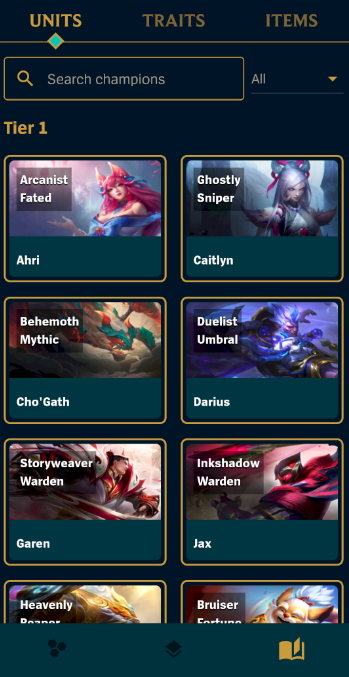 UNITS TRAITS ITEMS
Search champions All
Tier 1
Arcanist
Fated
Ahri
Ghostly
Sniper
Caitlyn
Behemoth
Mythic
Cho'Gath
Duelist
Umbral
Darius
Storyweaver
Warden
Garen
Inkshadow
Warden
Jax
Heavenly
Reaper
Bruiser
Fortune